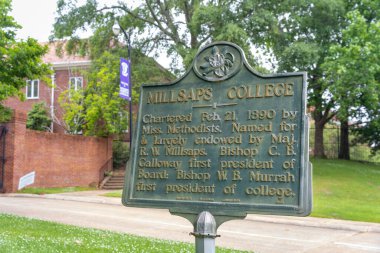 MILLSAPS COLLEGE
Chartered Feb. 21, 1890 by
Miss. Methodists. Named for
& largely endowed by Maj.
R. W. Millsaps. Bishop C. B.
Galloway first president of
Board; Bishop W. B. Murrah
first president of college.